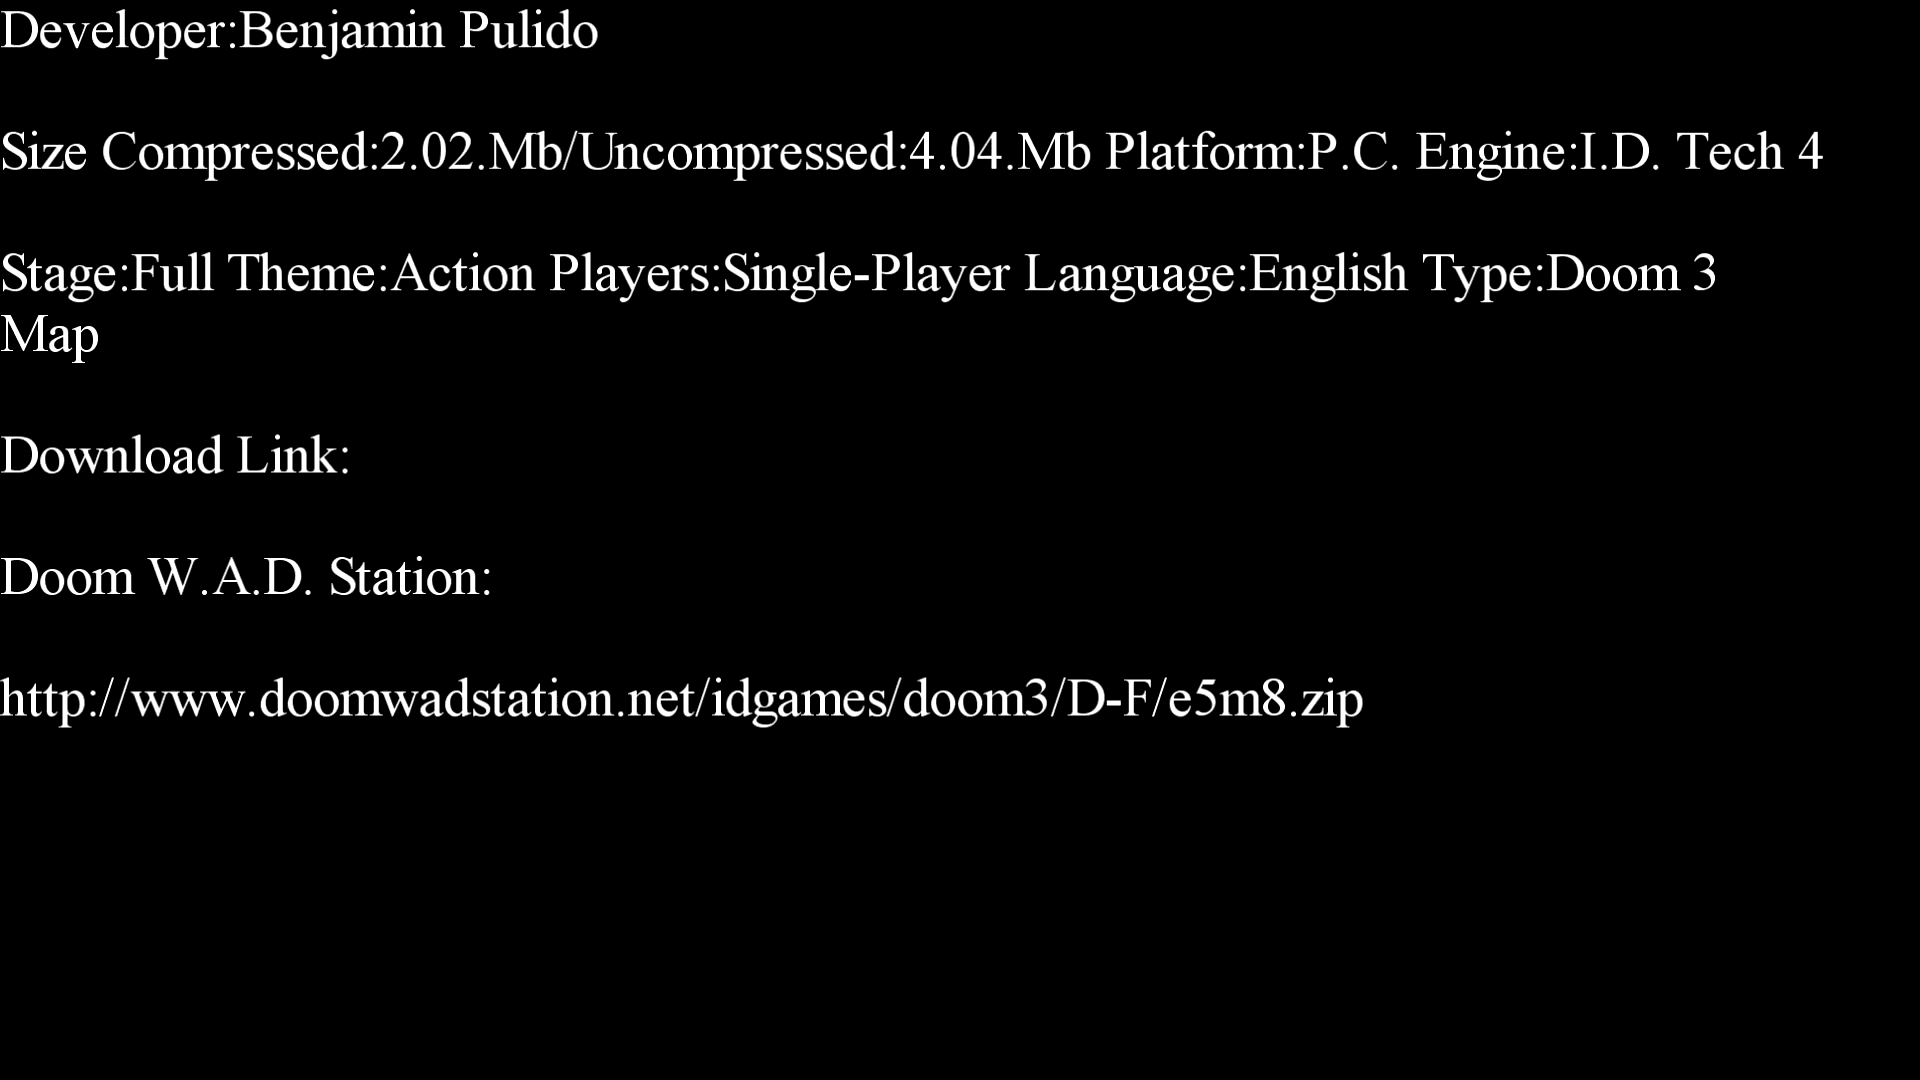 Developer:Benjamin Pulido
Size Compressed:2.02.Mb/Uncompressed:4.04.Mb Platform:P.C. Engine:I.D. Tech 4
Stage:Full Theme:Action Players:Single-Player Language:English Type:Doom 3
Map
Download Link:
Doom W.A.D. Station:
http://www.doomwadstation.net/idgames/doom3/D-F/e5m8.zip